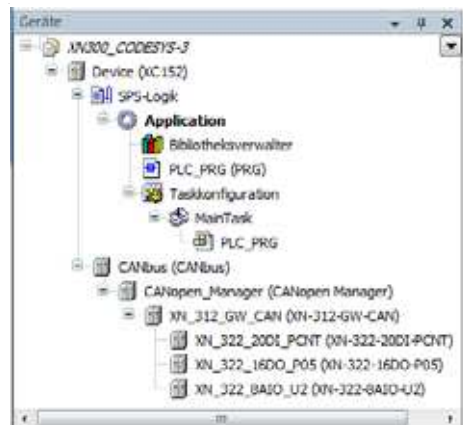 Geräte
XN300_CODESYS-3
Device (XC152)
SPS-Logik
Application
Bibliotheksverwalter
PLC_PRG (PRG)
Taskkonfiguration
MainTask
PLC_PRG
CANbus (CANbus)
CANopen_Manager (CANopen Manager)
XN_312_GW_CAN (XN-312-GW-CAN)
XN_322_20DI_PCNT (XN-322-20DI-PCNT)
XN_322_16DO_P05 (XN-322-16DO-P05)
XN_322_8AIO_U2 (XN-322-8AIO-U2)